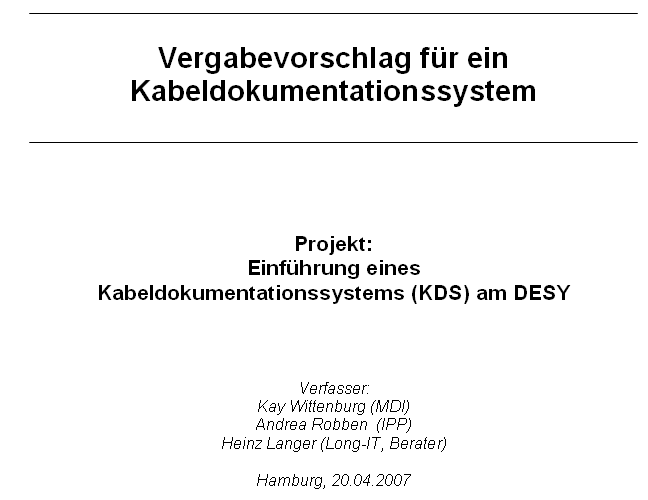 Vergabevorschlag für ein
Kabeldokumentationssystem
Projekt:
Einführung eines
Kabeldokumentationssystems (KDS) am DESY
Verfasser:
Kay Wittenburg (MDI)
Andrea Robben (IPP)
Heinz Langer (Long-IT, Berater)
Hamburg, 20.04.2007